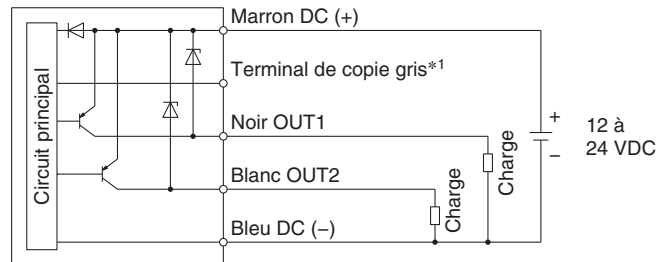 Marron DC (+)
Terminal de copie gris*1
Circuit principal
Noir OUT1
+
12 à
24 VDC
−
Charge
Blanc OUT2
Charge
Bleu DC (−)